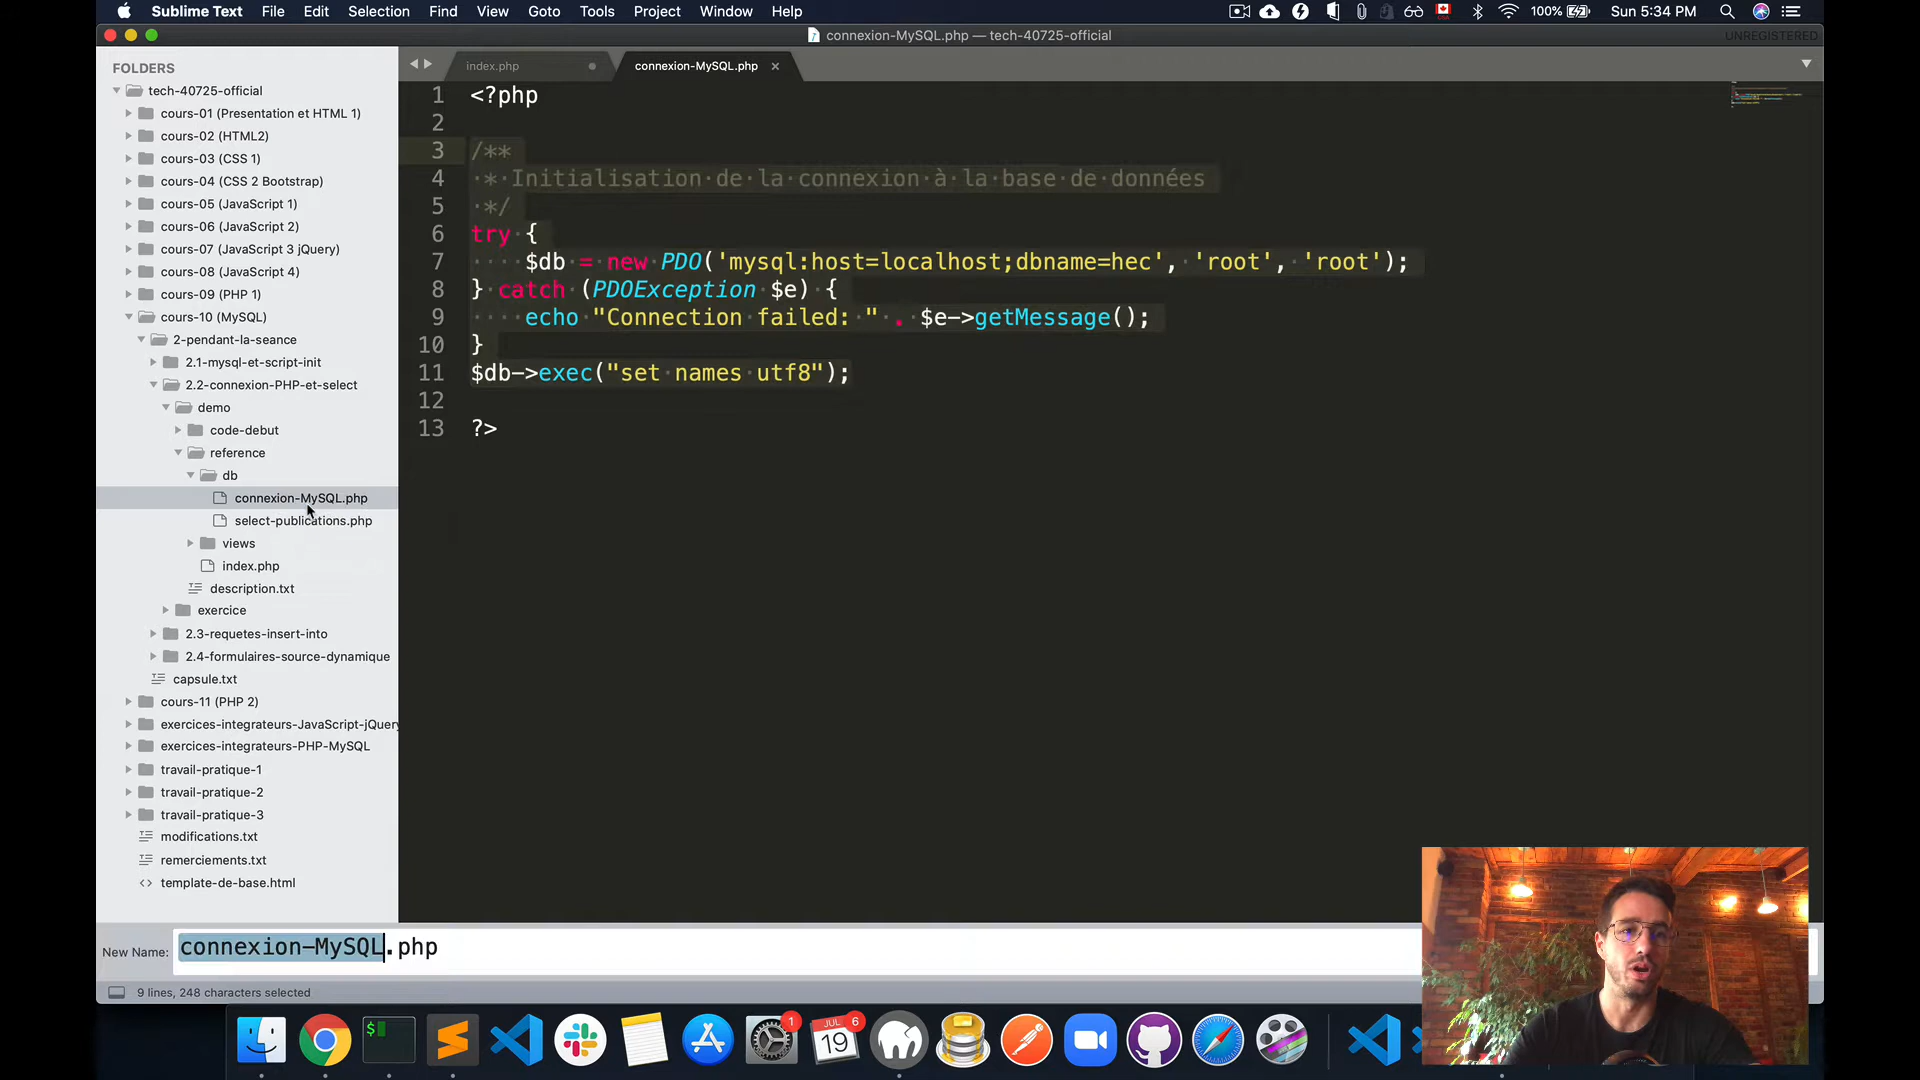 Sublime Text File Edit Selection Find View Goto Tools Project Window Help 100% Sun 5:34 PM
connexion-MySQL.php — tech-40725-official UNREGISTERED
FOLDERS
tech-40725-official
cours-01 (Presentation et HTML 1)
cours-02 (HTML2)
cours-03 (CSS 1)
cours-04 (CSS 2 Bootstrap)
cours-05 (JavaScript 1)
cours-06 (JavaScript 2)
cours-07 (JavaScript 3 jQuery)
cours-08 (JavaScript 4)
cours-09 (PHP 1)
cours-10 (MySQL)
2-pendant-la-seance
2.1-mysql-et-script-init
2.2-connexion-PHP-et-select
demo
code-debut
reference
db
connexion-MySQL.php
select-publications.php
views
index.php
description.txt
exercice
2.3-requetes-insert-into
2.4-formulaires-source-dynamique
capsule.txt
cours-11 (PHP 2)
exercices-integrateurs-JavaScript-jQuery
exercices-integrateurs-PHP-MySQL
travail-pratique-1
travail-pratique-2
travail-pratique-3
modifications.txt
remerciements.txt
template-de-base.html
index.php connexion-MySQL.php
1 <?php
2
3 /**
4 * Initialisation de la connexion à la base de données
5 */
6 try {
7 $db = new PDO('mysql:host=localhost;dbname=hec', 'root', 'root');
8 } catch (PDOException $e) {
9 echo "Connection failed: " . $e->getMessage();
10 }
11 $db->exec("set names utf8");
12
13 ?>
New Name: connexion-MySQL.php
9 lines, 248 characters selected
$
1
JUL 6
19